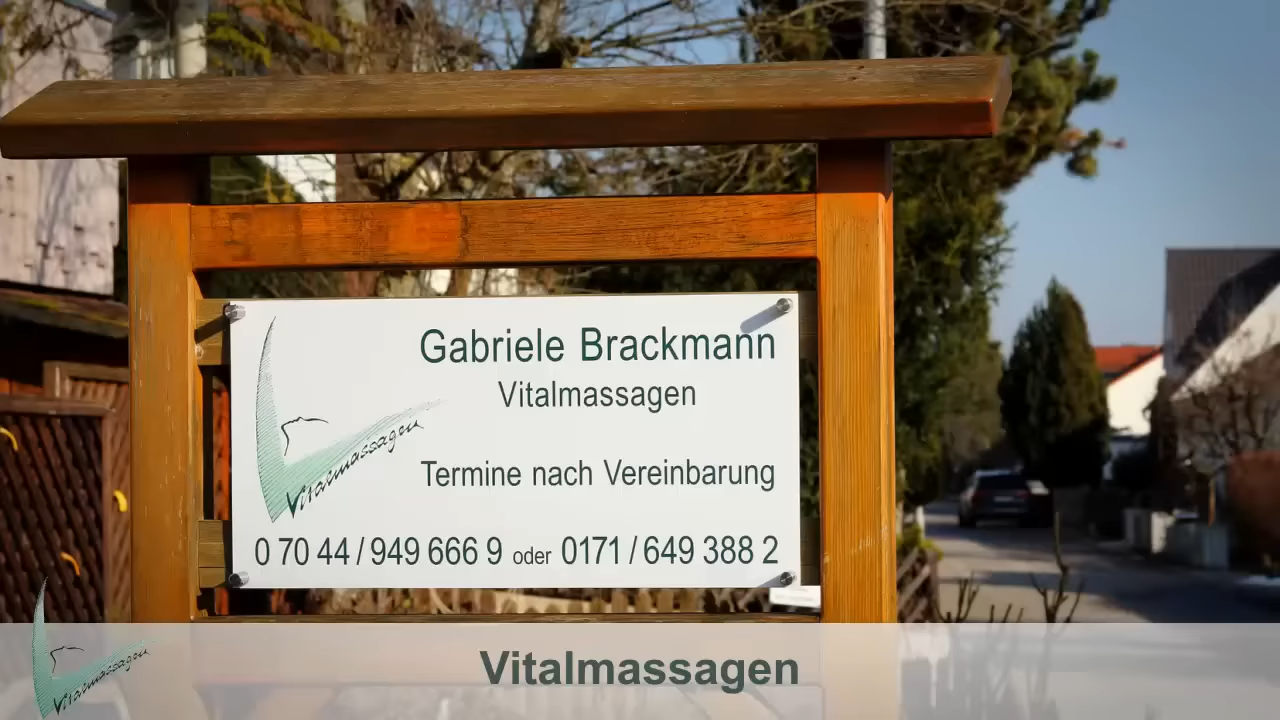 Gabriele Brackmann
Vitalmassagen
Vitalmassagen
Termine nach Vereinbarung
0 70 44 / 949 666 9 oder 0171 / 649 388 2
Vitalmassagen
Vitalmassagen